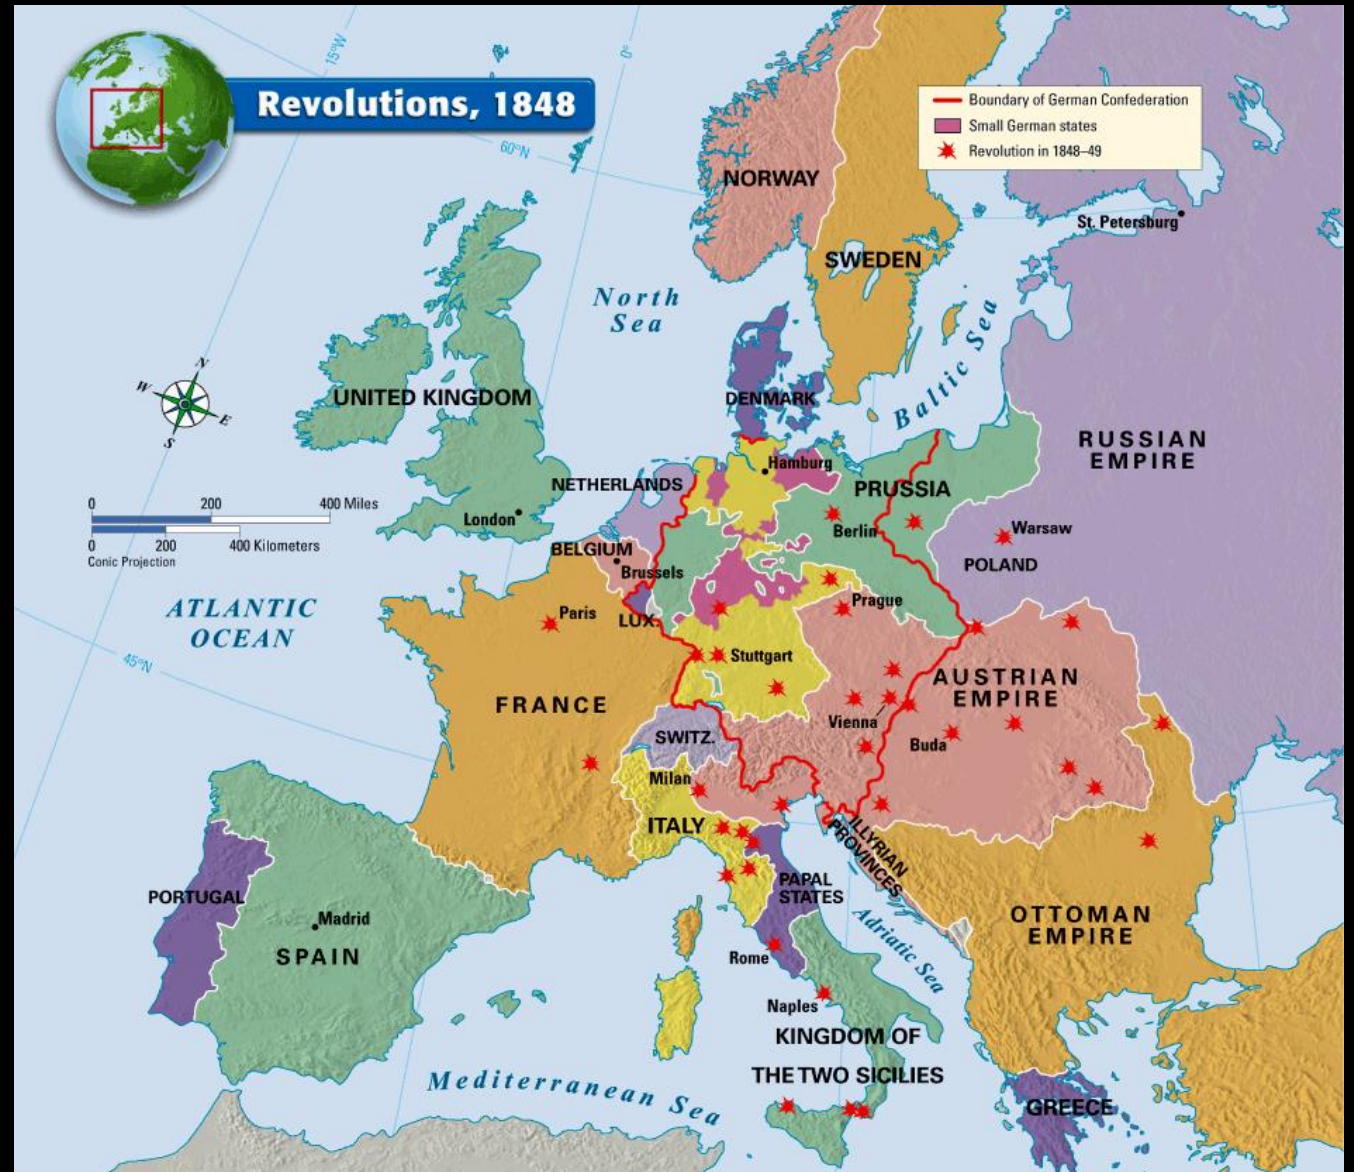 Revolutions, 1848
15°W
0°
60°N
Boundary of German Confederation
Small German states
Revolution in 1848–49
NORWAY
St. Petersburg
SWEDEN
North
Sea
Baltic Sea
N
W
E
S
UNITED KINGDOM
DENMARK
RUSSIAN
EMPIRE
Hamburg
NETHERLANDS
PRUSSIA
0 200 400 Miles
0 200 400 Kilometers
Conic Projection
London
Berlin
Warsaw
BELGIUM
Brussels
POLAND
ATLANTIC
OCEAN
Paris
LUX.
Prague
45°N
Stuttgart
FRANCE
AUSTRIAN
EMPIRE
Vienna
SWITZ.
Buda
Milan
ITALY
ILLYRIAN
PROVINCES
PORTUGAL
PAPAL
STATES
Madrid
SPAIN
Adriatic Sea
OTTOMAN
EMPIRE
Rome
Naples
KINGDOM OF
THE TWO SICILIES
Mediterranean Sea
GREECE